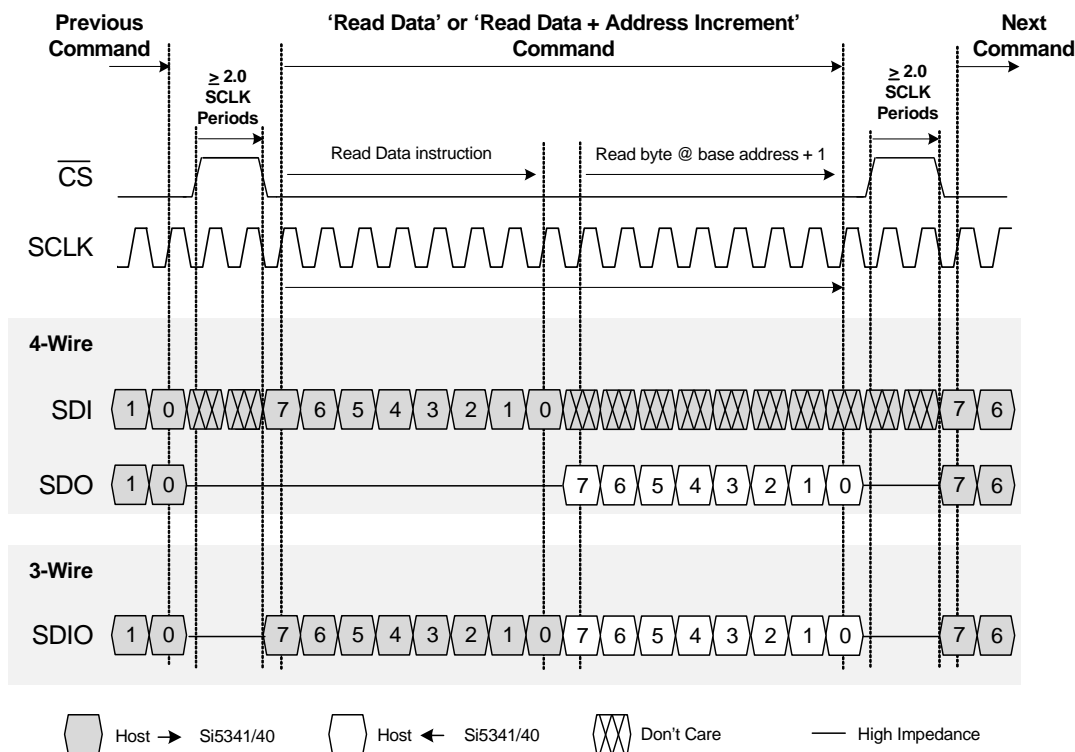 Previous
Command
'Read Data' or 'Read Data + Address Increment'
Command
Next
Command
≥ 2.0
SCLK
Periods
≥ 2.0
SCLK
Periods
Read Data instruction
Read byte @ base address + 1
CS
SCLK
4-Wire
SDI 1 0 7 6 5 4 3 2 1 0 7 6
SDO 1 0 7 6 5 4 3 2 1 0 7 6
3-Wire
SDIO 1 0 7 6 5 4 3 2 1 0 7 6 5 4 3 2 1 0 7 6
Host → Si5341/40
Host ← Si5341/40
Don't Care
High Impedance